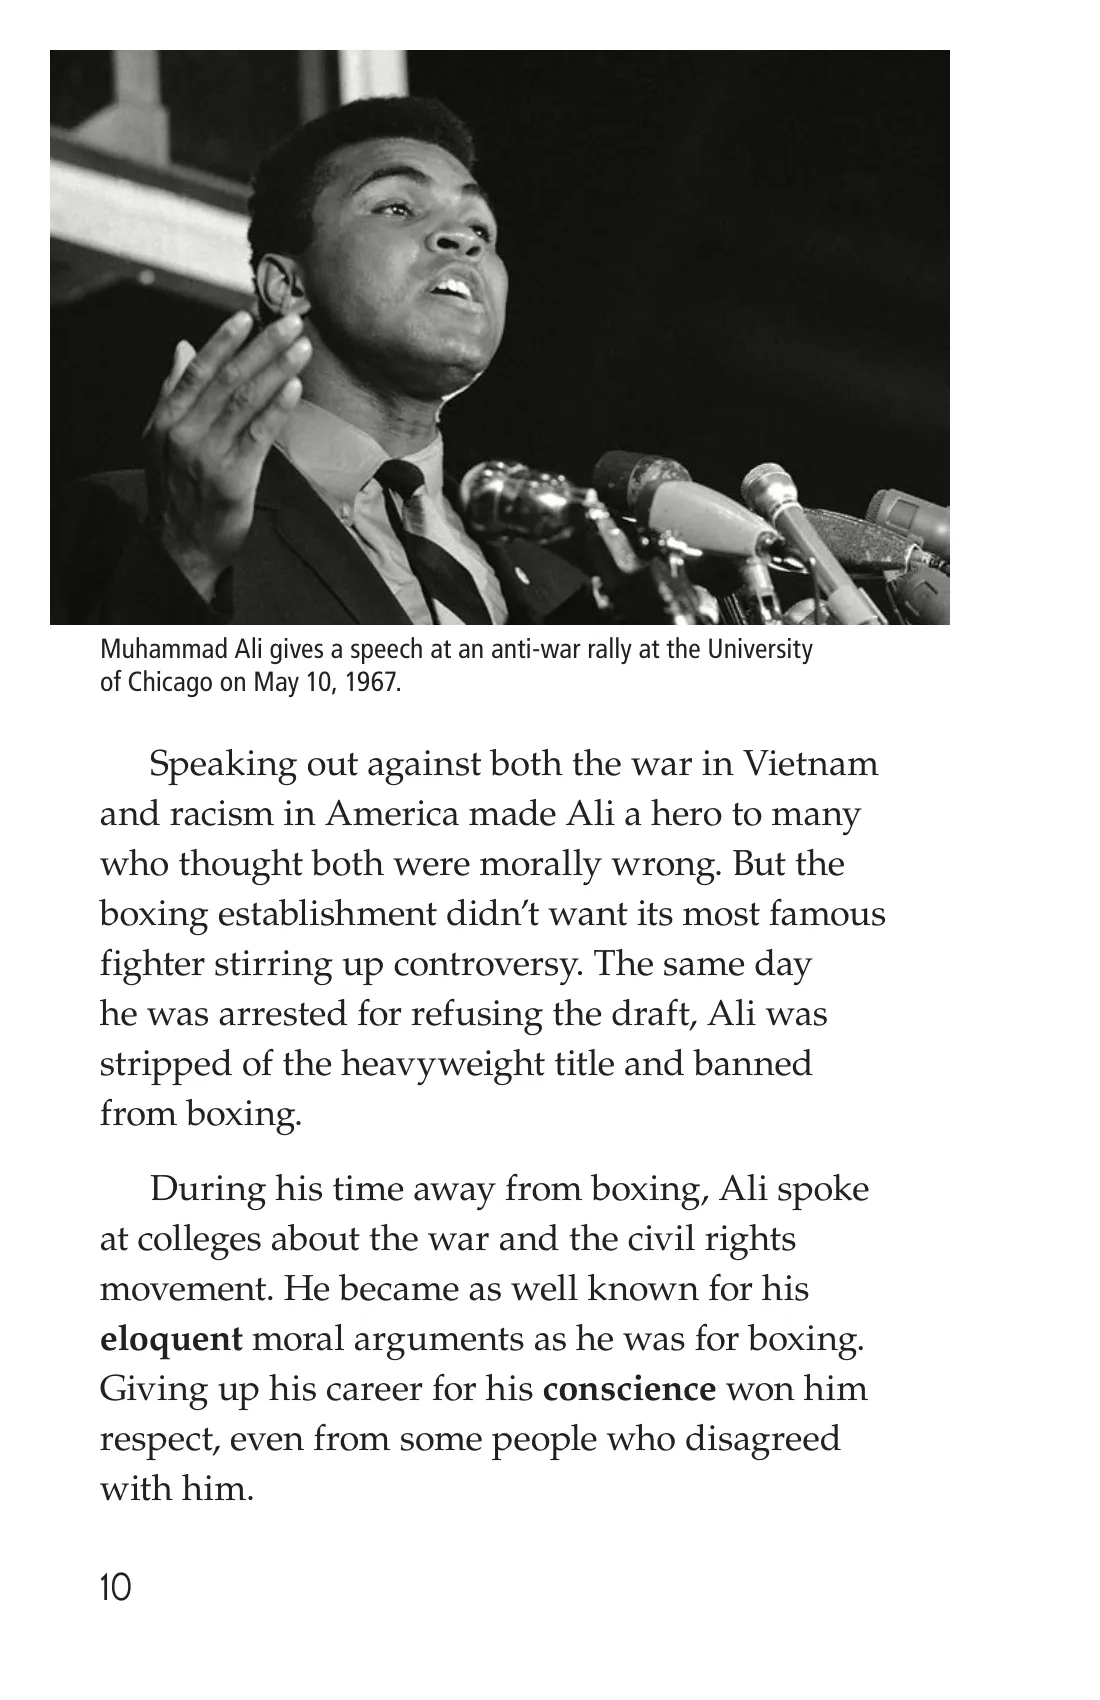 Muhammad Ali gives a speech at an anti-war rally at the University
of Chicago on May 10, 1967.
Speaking out against both the war in Vietnam
and racism in America made Ali a hero to many
who thought both were morally wrong. But the
boxing establishment didn’t want its most famous
fighter stirring up controversy. The same day
he was arrested for refusing the draft, Ali was
stripped of the heavyweight title and banned
from boxing.
During his time away from boxing, Ali spoke
at colleges about the war and the civil rights
movement. He became as well known for his
eloquent moral arguments as he was for boxing.
Giving up his career for his conscience won him
respect, even from some people who disagreed
with him.
10